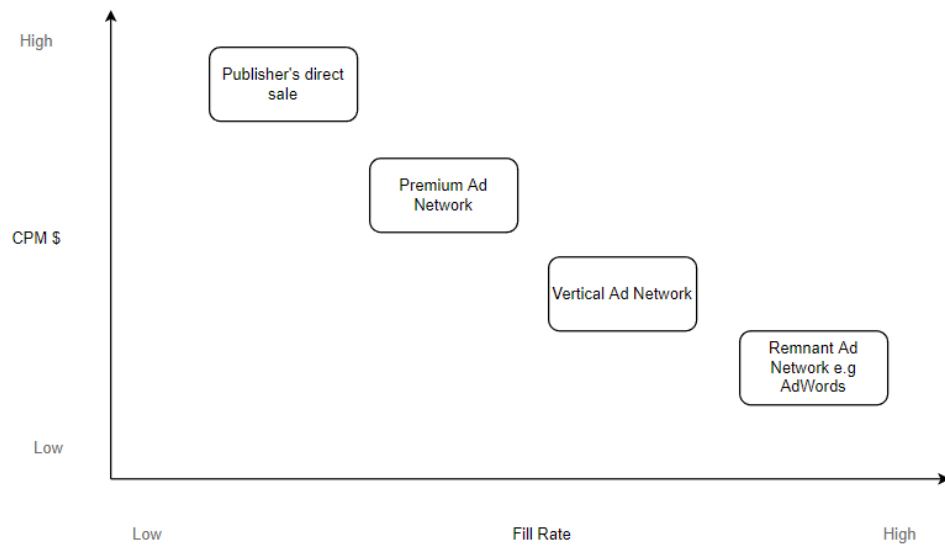 High
Publisher's direct
sale
Premium Ad
Network
CPM $
Vertical Ad Network
Remnant Ad
Network e.g
AdWords
Low
Low
Fill Rate
High